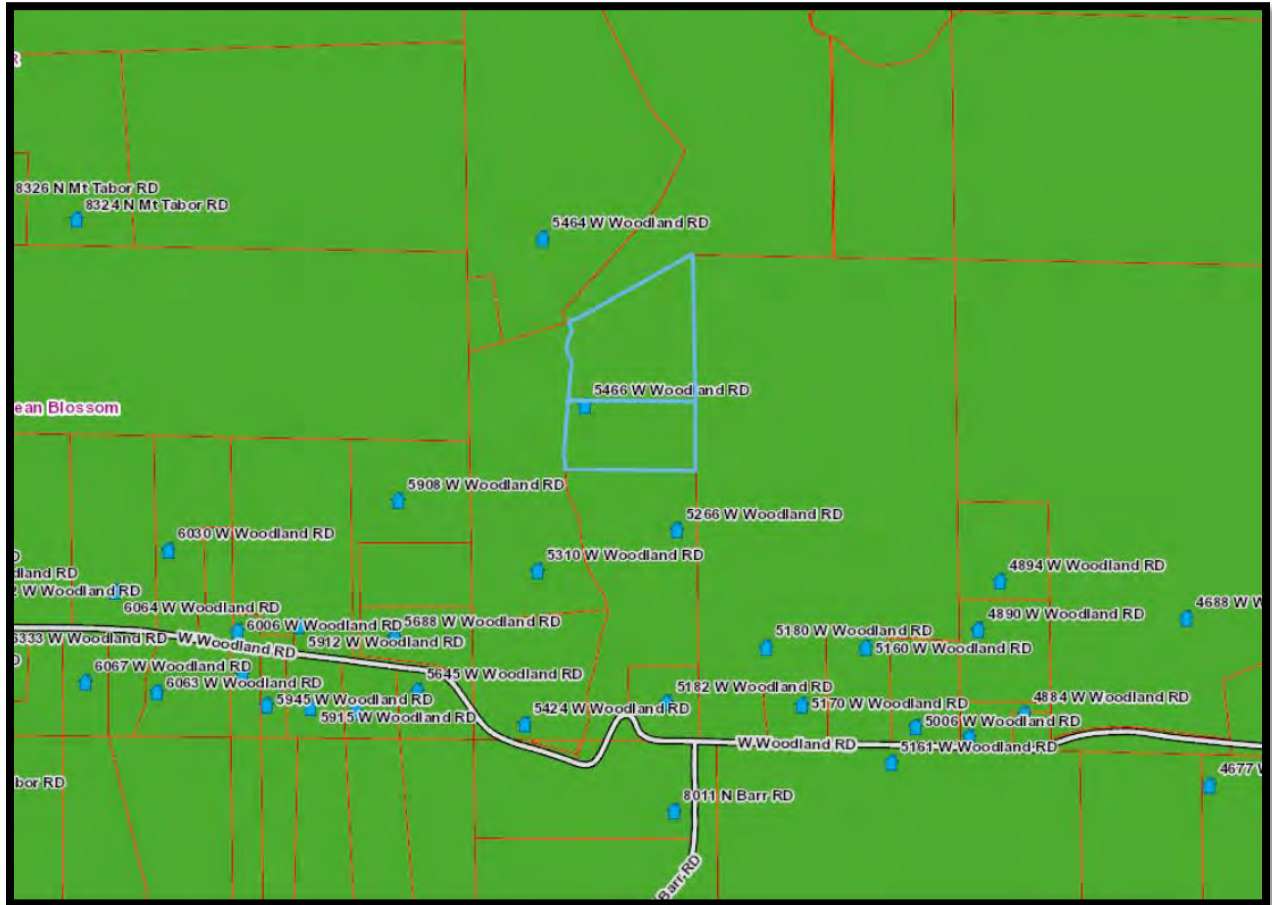 R
8326 N Mt Tabor RD
8324 N Mt Tabor RD
5464 W Woodland RD
5466 W Woodland RD
ean Blossom
5908 W Woodland RD
5266 W Woodland RD
6030 W Woodland RD
5310 W Woodland RD
dland RD
4894 W Woodland RD
2 W Woodland RD
6064 W Woodland RD
4688 W W
4890 W Woodland RD
6006 W Woodland RD
5688 W Woodland RD
5180 W Woodland RD
6333 W Woodland RD
W Woodland RD
5912 W Woodland RD
5160 W Woodland RD
6067 W Woodland RD
5645 W Woodland RD
6063 W Woodland RD
5182 W Woodland RD
4884 W Woodland RD
5945 W Woodland RD
5170 W Woodland RD
5915 W Woodland RD
5424 W Woodland RD
5006 W Woodland RD
W Woodland RD
5161 W Woodland RD
bor RD
4677 W
8011 N Barr RD
Barr RD